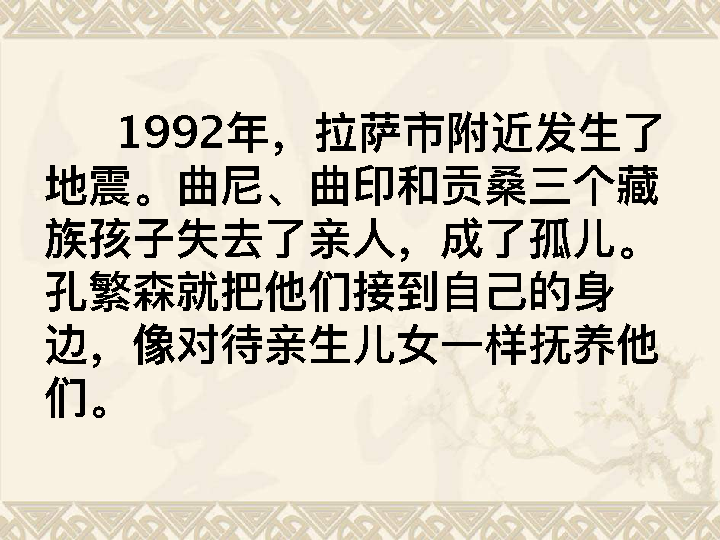 1992年，拉萨市附近发生了
地震。曲尼、曲印和贡桑三个藏
族孩子失去了亲人，成了孤儿。
孔繁森就把他们接到自己的身
边，像对待亲生儿女一样抚养他
们。